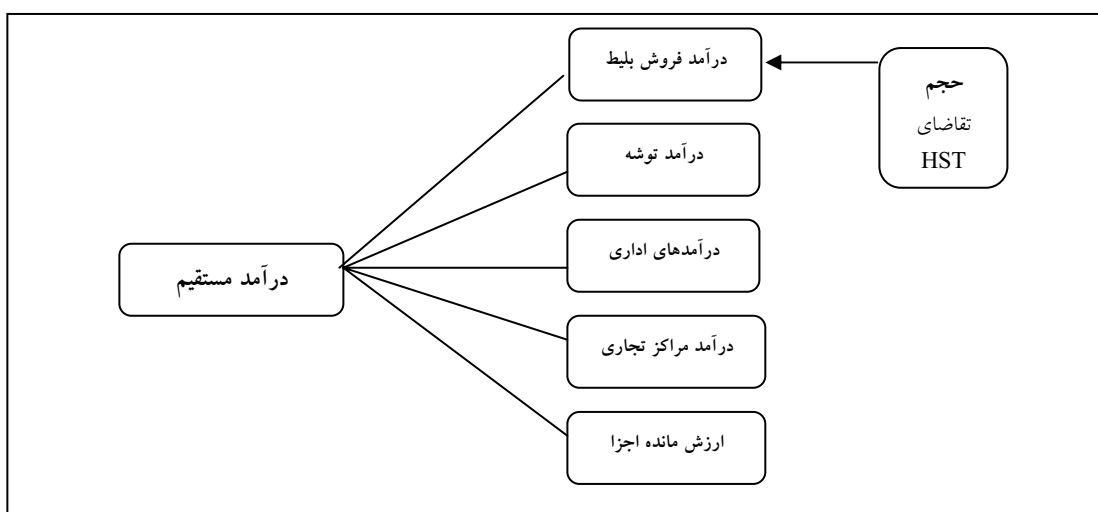 درآمد فروش بلیط
حجم
تقاضای
HST
درآمد توشه
درآمدهای اداری
درآمد مستقیم
درآمد مراکز تجاری
ارزش مانده اجزا